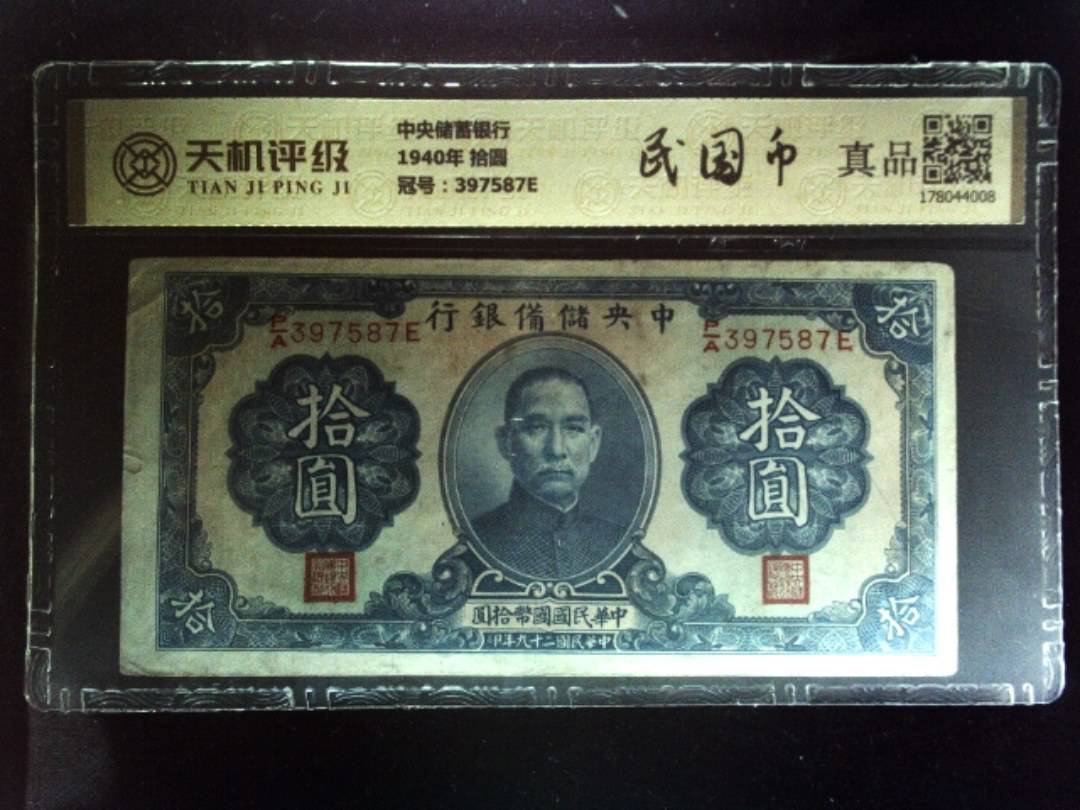 天机评级
TIAN JI PING JI
中央储蓄银行
1940年 拾圆
冠号：397587E
民国币
真品
178044008
行銀備儲央中
P/A 397587E
P/A 397587E
拾
拾
拾圓
拾圓
圓拾幣國國民華中
印年九十二國民華中
拾
拾